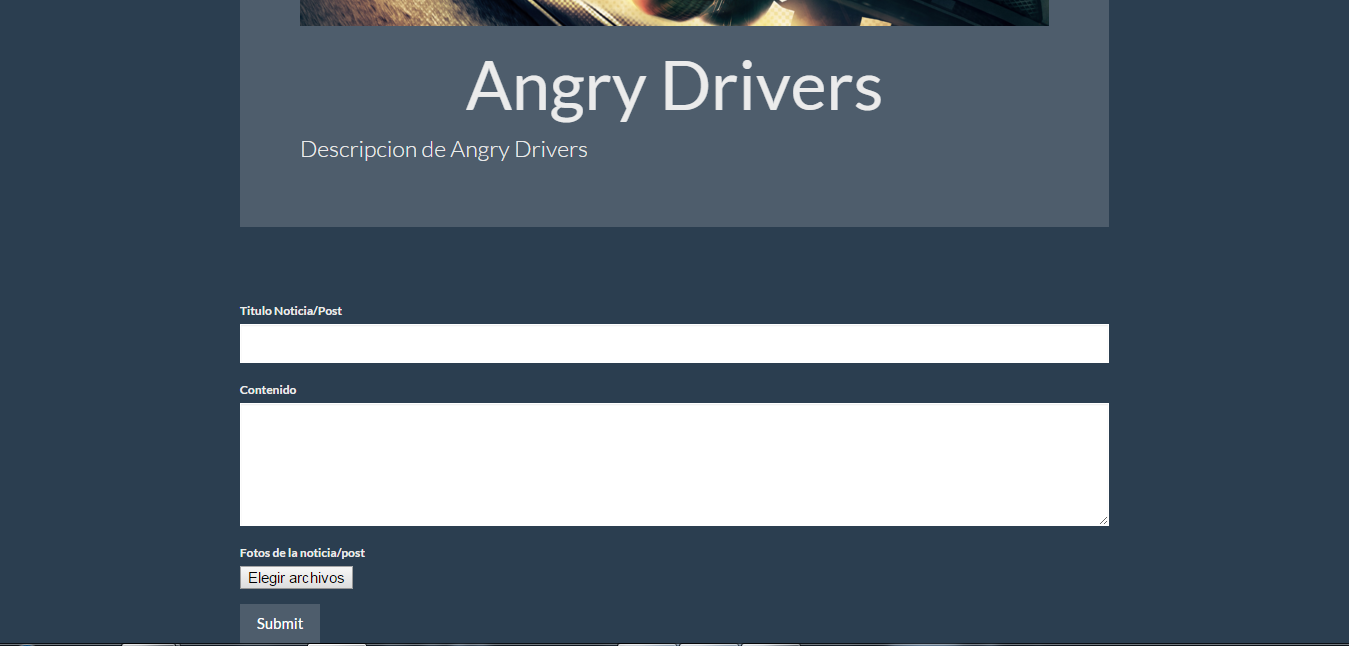 Angry Drivers
Descripcion de Angry Drivers
Titulo Noticia/Post
Contenido
Fotos de la noticia/post
Elegir archivos
Submit